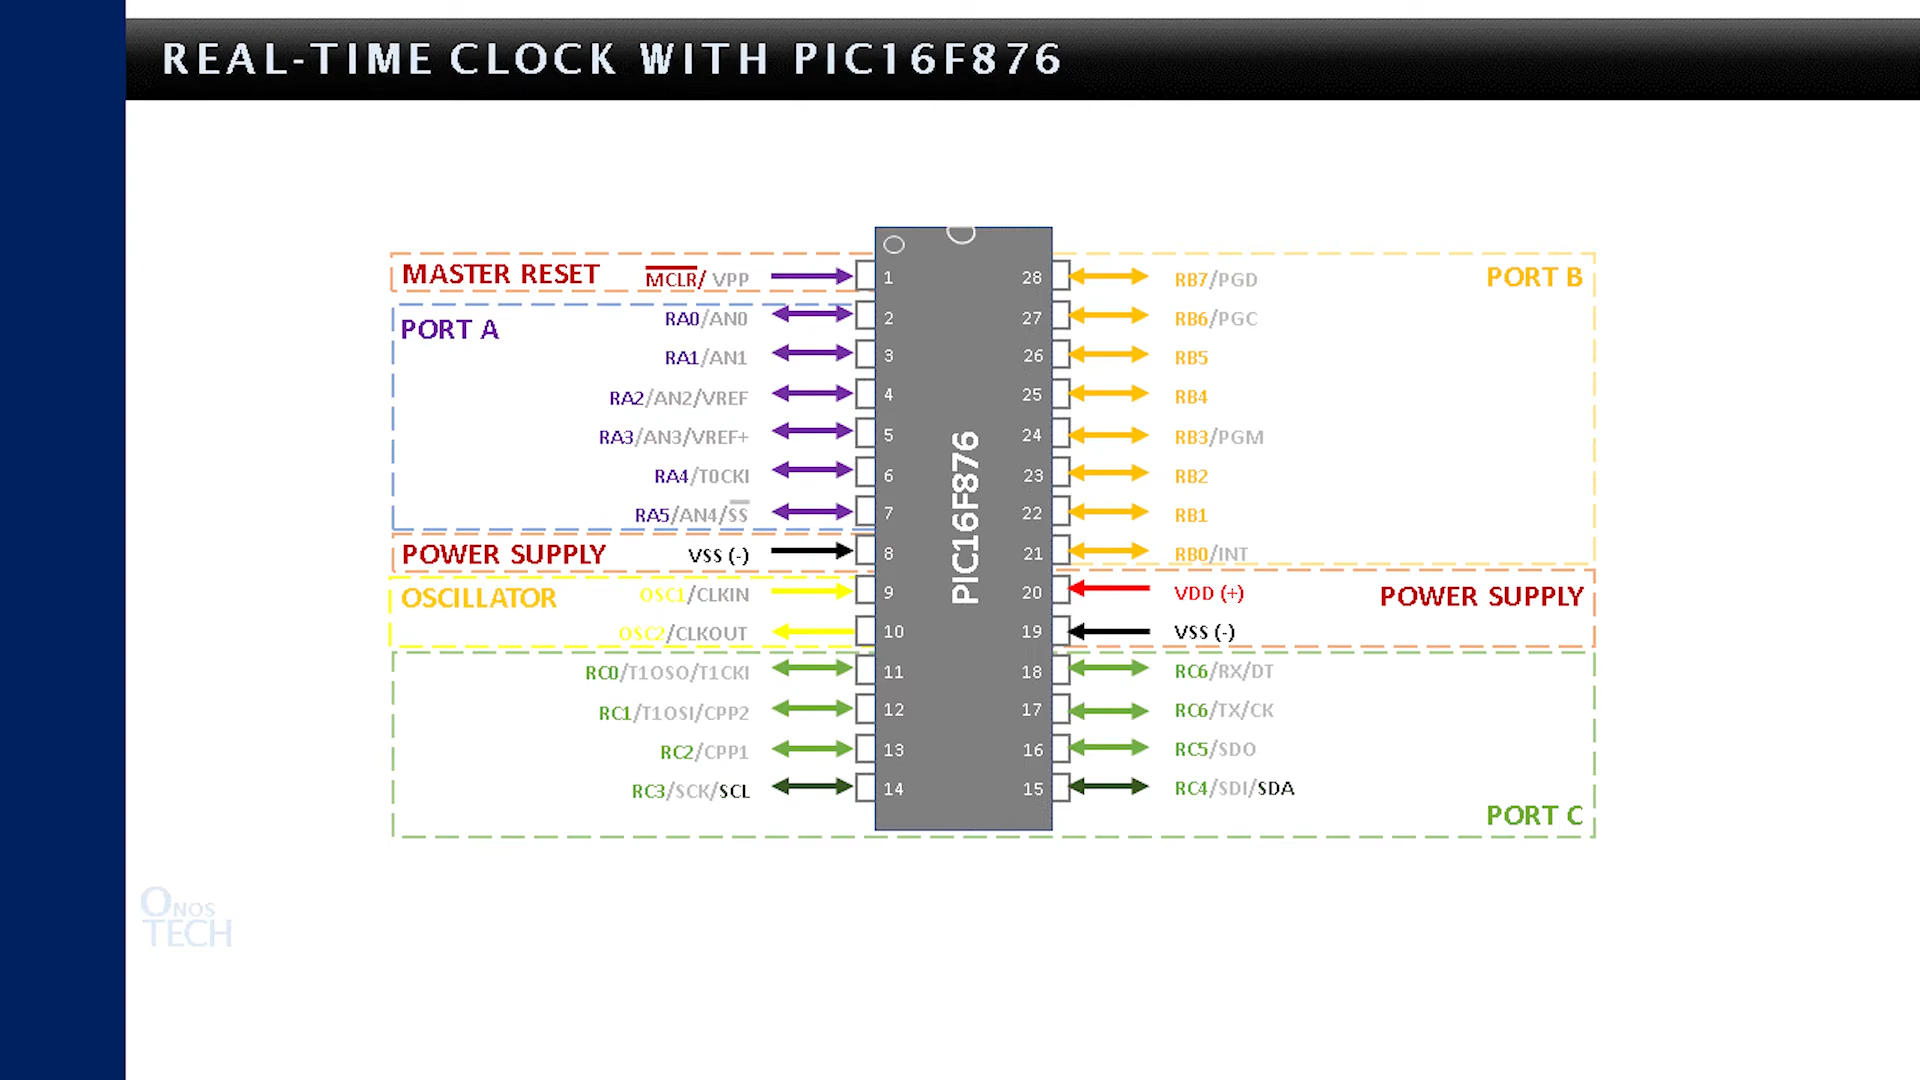 REAL-TIME CLOCK WITH PIC16F876
MASTER RESET MCLR/ VPP 1 28 RB7/PGD PORT B
PORT A RA0/AN0 2 27 RB6/PGC
RA1/AN1 3 26 RB5
RA2/AN2/VREF 4 25 RB4
RA3/AN3/VREF+ 5 24 RB3/PGM
RA4/T0CKI 6 23 RB2
RA5/AN4/SS 7 22 RB1
PIC16F876
POWER SUPPLY VSS (-) 8 21 RB0/INT
OSCILLATOR OSC1/CLKIN 9 20 VDD (+) POWER SUPPLY
OSC2/CLKOUT 10 19 VSS (-)
RC0/T1OSO/T1CKI 11 18 RC6/RX/DT
RC1/T1OSI/CPP2 12 17 RC6/TX/CK
RC2/CPP1 13 16 RC5/SDO
RC3/SCK/SCL 14 15 RC4/SDI/SDA
PORT C
ONOS
TECH